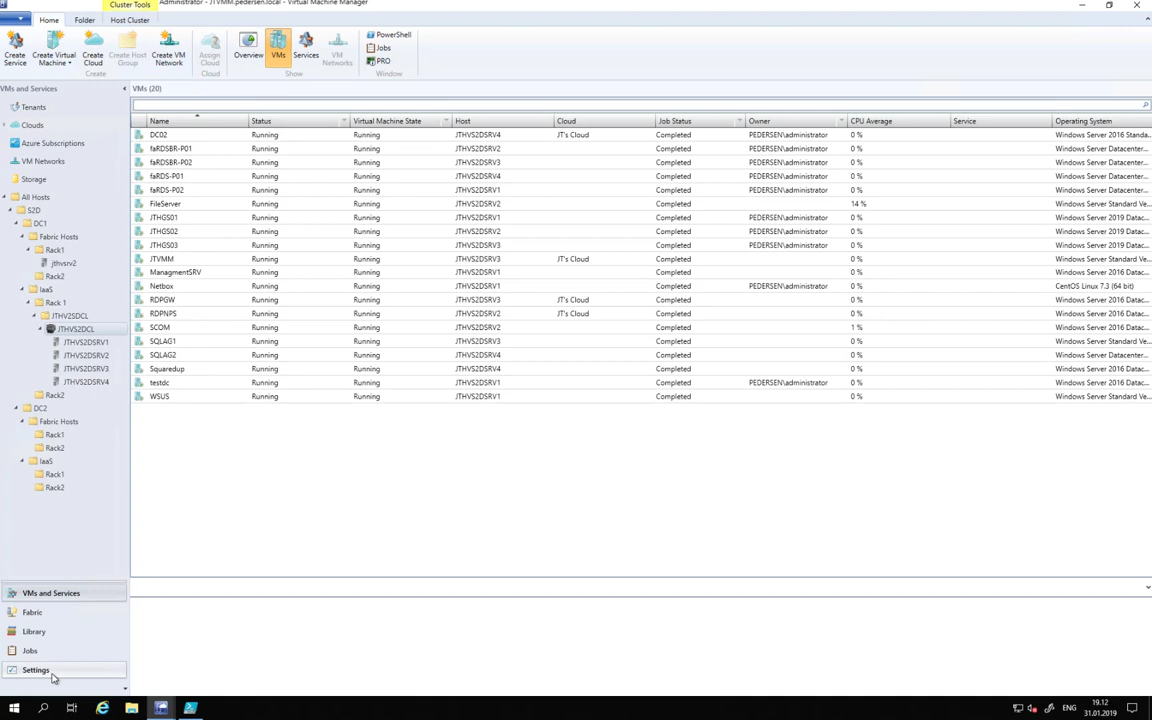 Cluster Tools
Administrator - JTVMM.pedersen.local - Virtual Machine Manager
Home Folder Host Cluster
Create Service
Create Virtual Machine
Create Cloud
Create Host Group
Create VM Network
Assign Cloud
Overview
VMs
Services
VM Networks
PowerShell
Jobs
PRO
Create Cloud Show Window
VMs and Services
Tenants
Clouds
Azure Subscriptions
VM Networks
Storage
All Hosts
S2D
DC1
Fabric Hosts
Rack1
jthvsrv2
Rack2
IaaS
Rack 1
JTHV2SDCL
JTHVS2DCL
JTHVS2DSRV1
JTHVS2DSRV2
JTHVS2DSRV3
JTHVS2DSRV4
Rack2
DC2
Fabric Hosts
Rack1
Rack2
IaaS
Rack1
Rack2
VMs and Services
Fabric
Library
Jobs
Settings
VMs (20)
Name Status Virtual Machine State Host Cloud Job Status Owner CPU Average Service Operating System
DC02 Running Running JTHVS2DSRV4 JT's Cloud Completed PEDERSEN\administrator 0 % Windows Server 2016 Standa...
faRDSBR-P01 Running Running JTHVS2DSRV2 Completed PEDERSEN\administrator 0 % Windows Server Datacenter...
faRDSBR-P02 Running Running JTHVS2DSRV3 Completed PEDERSEN\administrator 0 % Windows Server Datacenter...
faRDS-P01 Running Running JTHVS2DSRV4 Completed PEDERSEN\administrator 0 % Windows Server Datacenter...
faRDS-P02 Running Running JTHVS2DSRV1 Completed PEDERSEN\administrator 0 % Windows Server Datacenter...
FileServer Running Running JTHVS2DSRV2 Completed 14 % Windows Server Standard Ve...
JTHGS01 Running Running JTHVS2DSRV1 Completed PEDERSEN\administrator 0 % Windows Server 2019 Datac...
JTHGS02 Running Running JTHVS2DSRV2 Completed PEDERSEN\administrator 0 % Windows Server 2019 Datac...
JTHGS03 Running Running JTHVS2DSRV3 Completed PEDERSEN\administrator 0 % Windows Server 2019 Datac...
JTVMM Running Running JTHVS2DSRV3 JT's Cloud Completed 0 % Windows Server Standard Ve...
ManagmentSRV Running Running JTHVS2DSRV1 Completed 0 % Windows Server 2016 Datac...
Netbox Running Running JTHVS2DSRV1 Completed PEDERSEN\administrator 0 % CentOS Linux 7.3 (64 bit)
RDPGW Running Running JTHVS2DSRV3 JT's Cloud Completed 0 % Windows Server 2016 Datac...
RDPNPS Running Running JTHVS2DSRV2 JT's Cloud Completed 0 % Windows Server 2016 Datac...
SCOM Running Running JTHVS2DSRV2 Completed 1 % Windows Server 2016 Datac...
SQLAG1 Running Running JTHVS2DSRV3 Completed 0 % Windows Server Standard Ve...
SQLAG2 Running Running JTHVS2DSRV4 Completed 0 % Windows Server Datacenter...
Squaredup Running Running JTHVS2DSRV4 Completed 0 % Windows Server 2016 Datac...
testdc Running Running JTHVS2DSRV1 Completed PEDERSEN\administrator 0 % Windows Server 2016 Datac...
WSUS Running Running JTHVS2DSRV1 Completed 0 % Windows Server Standard Ve...
ENG
19.12
31.01.2019